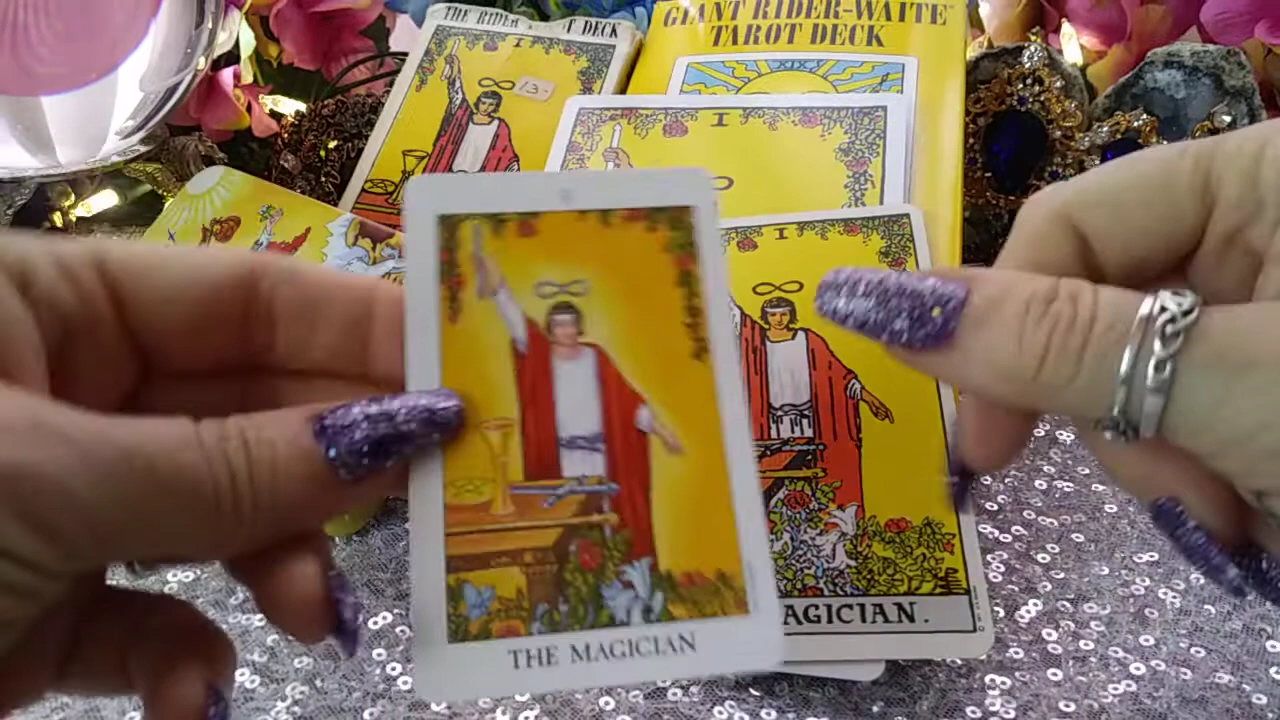 THE RIDER
T DECK
I
13-
GIANT RIDER-WAITE
TAROT DECK
XIX
I
I
THE MAGICIAN
AGICIAN.